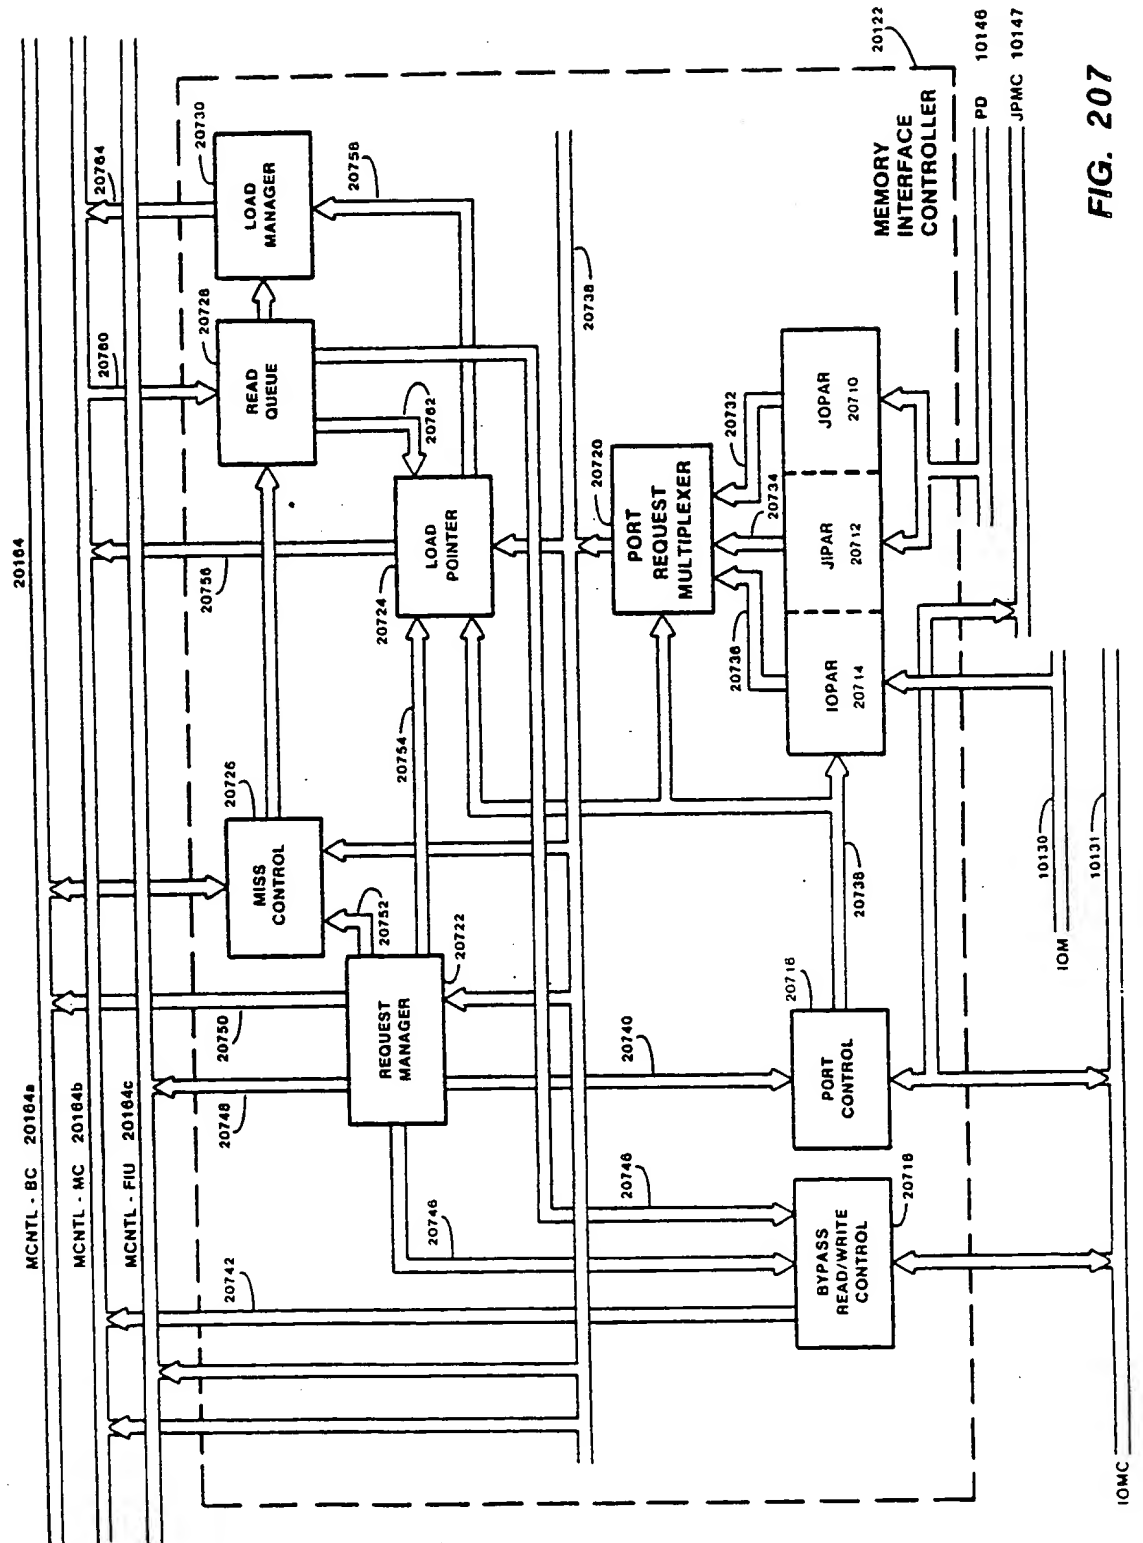 20164
MCNTL - BC 20164a
MCNTL - MC 20164b
MCNTL - FIU 20164c
20742
20748
20750
20756
20760
20764
REQUEST
MANAGER
20722
20752
MISS
CONTROL
20726
20754
READ
QUEUE
20728
LOAD
MANAGER
20730
LOAD
POINTER
20724
20762
20758
20746
20740
20746
20738
PORT
REQUEST
MULTIPLEXER
20720
20736
20734
20732
BYPASS
READ/WRITE
CONTROL
20718
PORT
CONTROL
20716
20738
IOPAR
20714
JIPAR
20712
JOPAR
20710
MEMORY
INTERFACE
CONTROLLER
20122
PD 10146
JPMC 10147
IOM
10130
IOMC
10131
FIG. 207